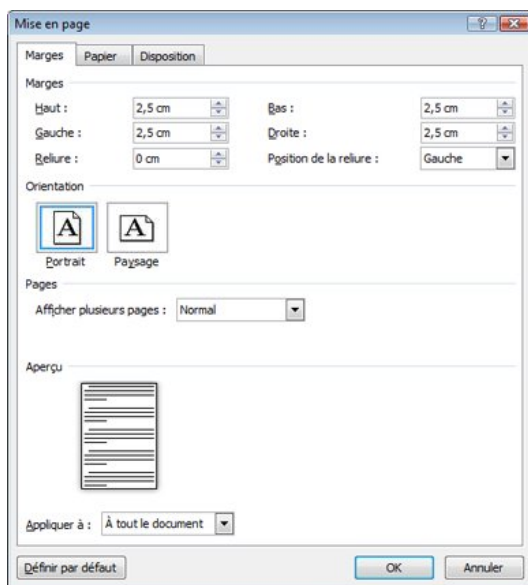 Mise en page
Marges Papier Disposition
Marges
Haut : 2,5 cm Bas : 2,5 cm
Gauche : 2,5 cm Droite : 2,5 cm
Reliure : 0 cm Position de la reliure : Gauche
Orientation
A A
Portrait Paysage
Pages
Afficher plusieurs pages : Normal
Aperçu
Appliquer à : À tout le document
Définir par défaut OK Annuler